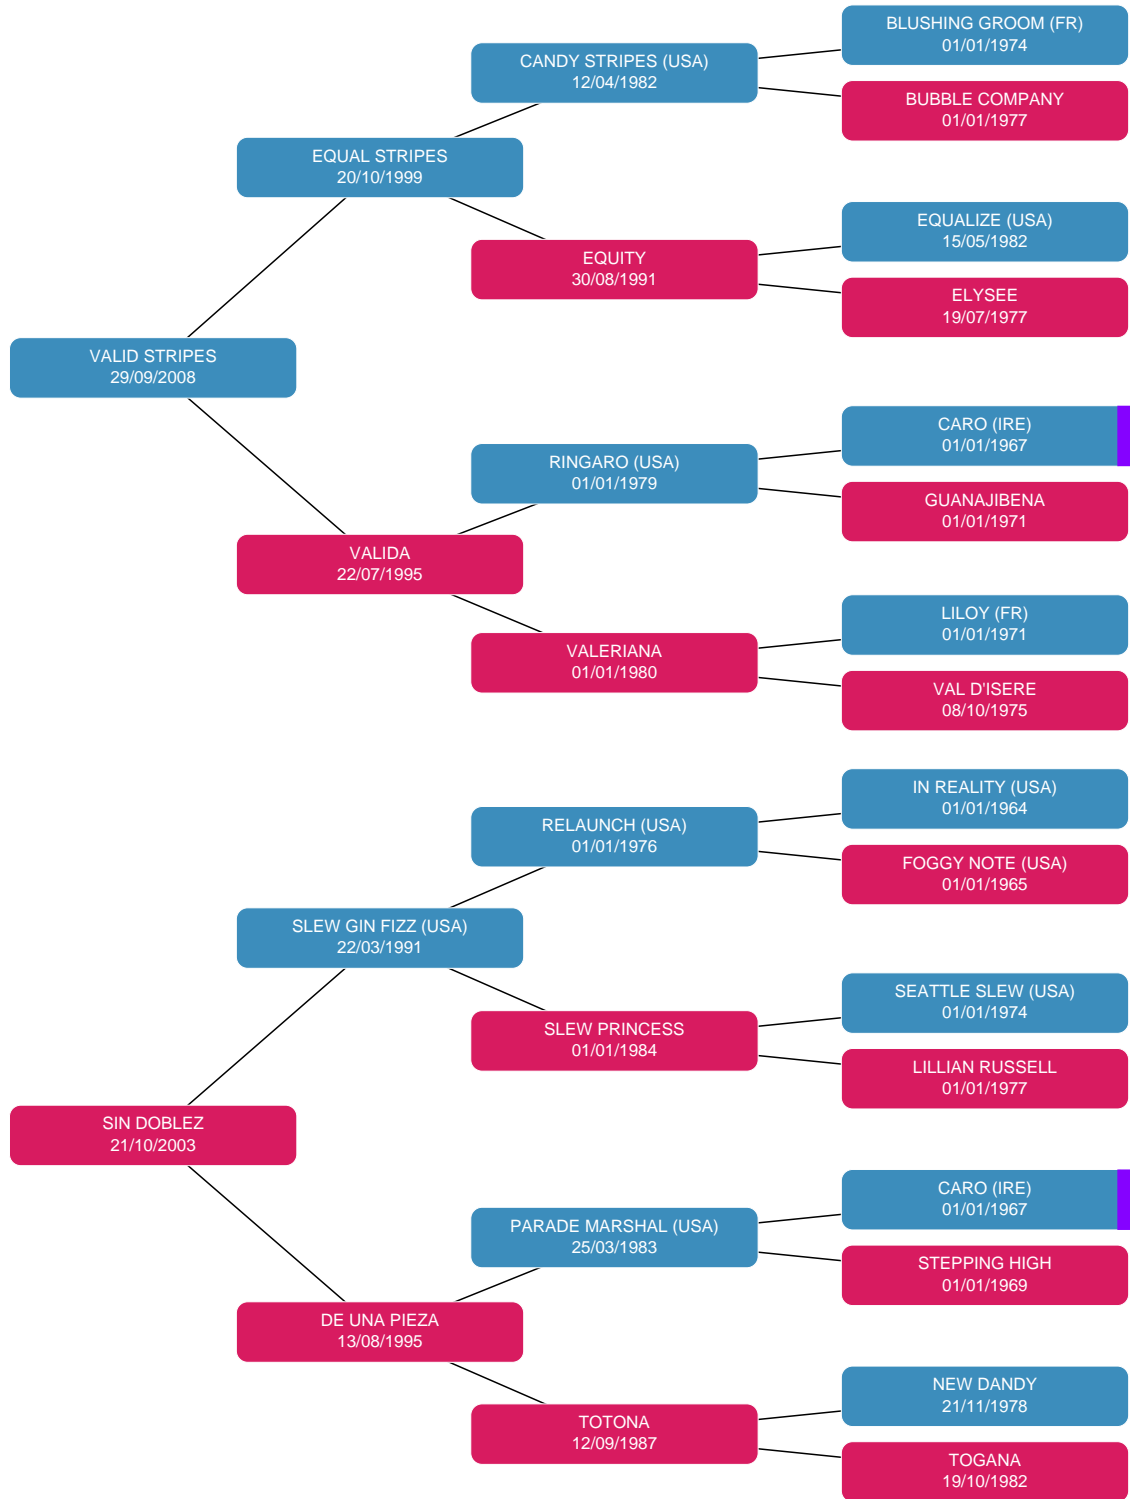 BLUSHING GROOM (FR)
01/01/1974
CANDY STRIPES (USA)
12/04/1982
BUBBLE COMPANY
01/01/1977
EQUAL STRIPES
20/10/1999
EQUALIZE (USA)
15/05/1982
EQUITY
30/08/1991
ELYSEE
19/07/1977
VALID STRIPES
29/09/2008
CARO (IRE)
01/01/1967
RINGARO (USA)
01/01/1979
GUANAJIBENA
01/01/1971
VALIDA
22/07/1995
LILOY (FR)
01/01/1971
VALERIANA
01/01/1980
VAL D'ISERE
08/10/1975
IN REALITY (USA)
01/01/1964
RELAUNCH (USA)
01/01/1976
FOGGY NOTE (USA)
01/01/1965
SLEW GIN FIZZ (USA)
22/03/1991
SEATTLE SLEW (USA)
01/01/1974
SLEW PRINCESS
01/01/1984
LILLIAN RUSSELL
01/01/1977
SIN DOBLEZ
21/10/2003
CARO (IRE)
01/01/1967
PARADE MARSHAL (USA)
25/03/1983
STEPPING HIGH
01/01/1969
DE UNA PIEZA
13/08/1995
NEW DANDY
21/11/1978
TOTONA
12/09/1987
TOGANA
19/10/1982